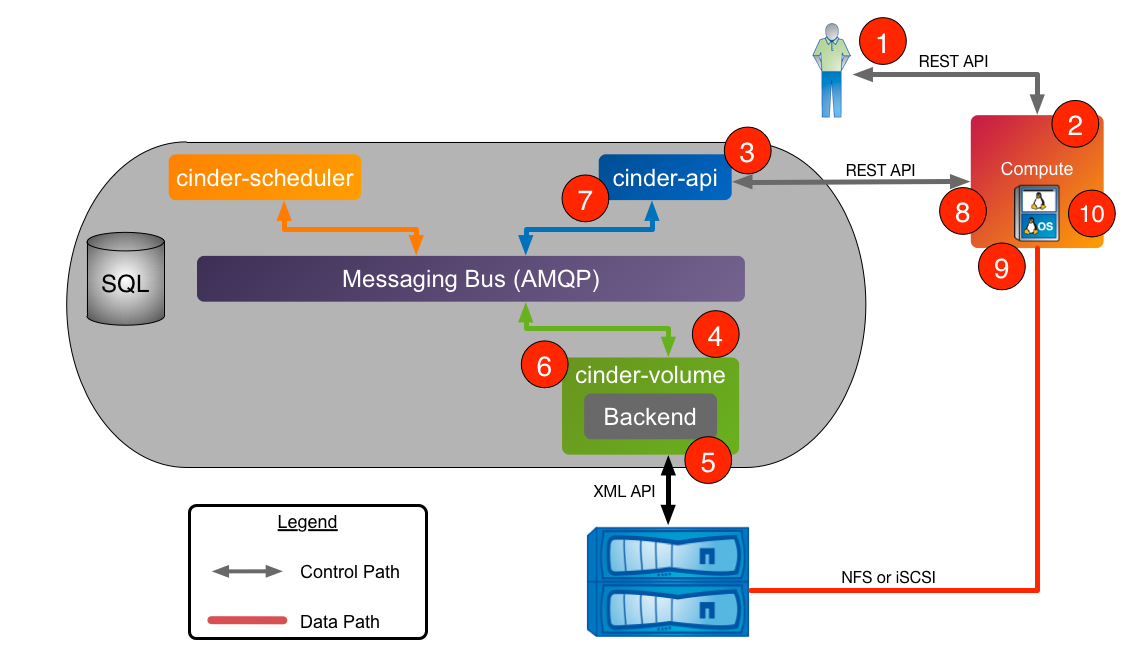 1
REST API
2
3
cinder-scheduler
cinder-api
REST API
Compute
7
8
10
OS
9
SQL
Messaging Bus (AMQP)
4
6
cinder-volume
Backend
5
XML API
Legend
Control Path
Data Path
NFS or iSCSI